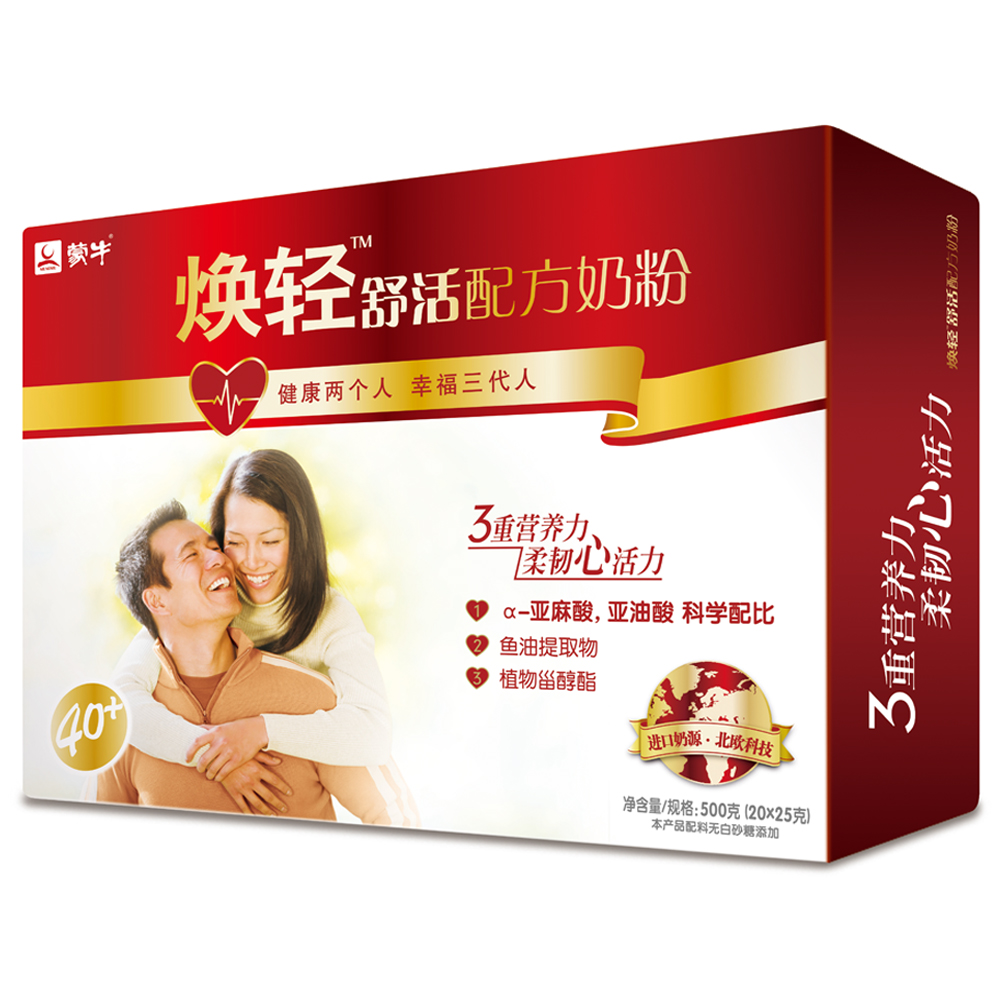 蒙牛®
焕轻™舒活配方奶粉
健康两个人 幸福三代人
3重营养力
柔韧心活力
1 α-亚麻酸, 亚油酸 科学配比
2 鱼油提取物
3 植物甾醇酯
40+
进口奶源·北欧科技
净含量/规格: 500克 (20×25克)
本产品配料无白砂糖添加
焕轻舒活配方奶粉
3重营养力
柔韧心活力